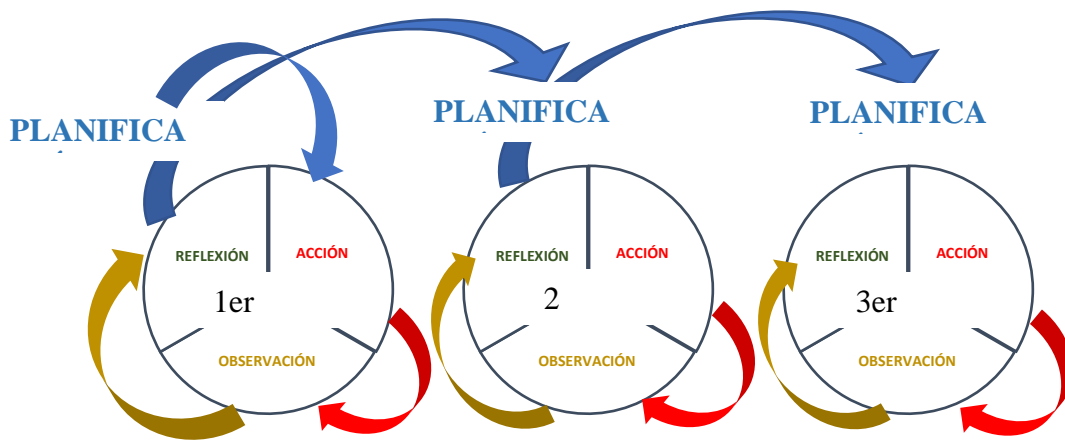 PLANIFICA
PLANIFICA
PLANIFICA
REFLEXIÓN
ACCIÓN
1er
OBSERVACIÓN
REFLEXIÓN
ACCIÓN
2
OBSERVACIÓN
REFLEXIÓN
ACCIÓN
3er
OBSERVACIÓN